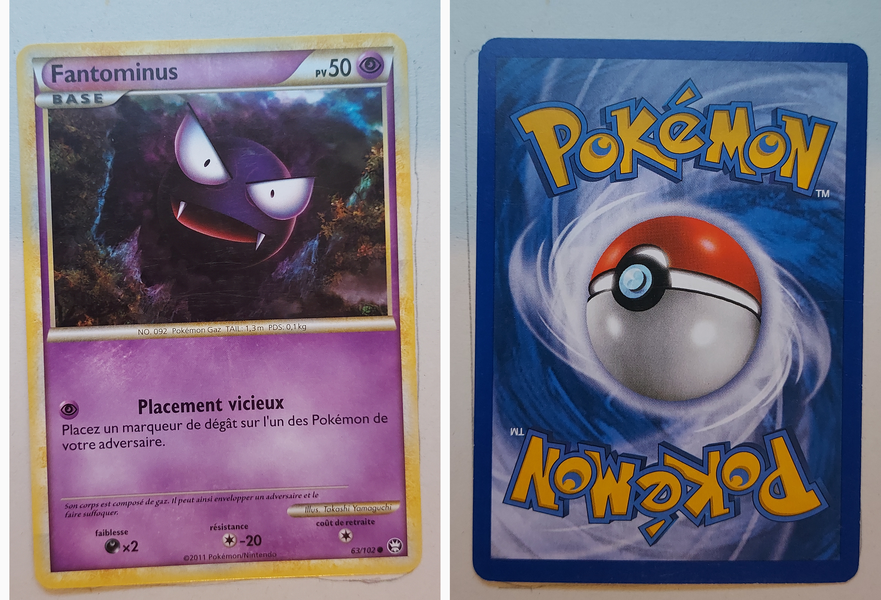 Fantominus
PV 50
BASE
NO. 092 Pokémon Gaz TAIL: 1,3m PDS: 0,1kg
Placement vicieux
Placez un marqueur de dégât sur l'un des Pokémon de
votre adversaire.
Son corps est composé de gaz. Il peut ainsi envelopper un adversaire et le
faire suffoquer.
Illus. Takashi Yamaguchi
faiblesse
×2
résistance
-20
coût de retraite
©2011 Pokémon/Nintendo
63/102
POKéMON
TM
TM
POKéMON